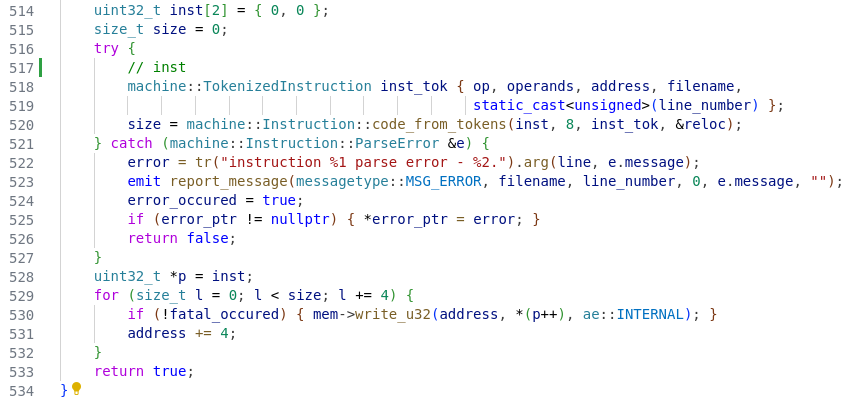 514 uint32_t inst[2] = { 0, 0 };
515 size_t size = 0;
516 try {
517 // inst
518 machine::TokenizedInstruction inst_tok { op, operands, address, filename,
519 static_cast<unsigned>(line_number) };
520 size = machine::Instruction::code_from_tokens(inst, 8, inst_tok, &reloc);
521 } catch (machine::Instruction::ParseError &e) {
522 error = tr("instruction %1 parse error - %2.").arg(line, e.message);
523 emit report_message(messagetype::MSG_ERROR, filename, line_number, 0, e.message, "");
524 error_occured = true;
525 if (error_ptr != nullptr) { *error_ptr = error; }
526 return false;
527 }
528 uint32_t *p = inst;
529 for (size_t l = 0; l < size; l += 4) {
530 if (!fatal_occured) { mem->write_u32(address, *(p++), ae::INTERNAL); }
531 address += 4;
532 }
533 return true;
534 }